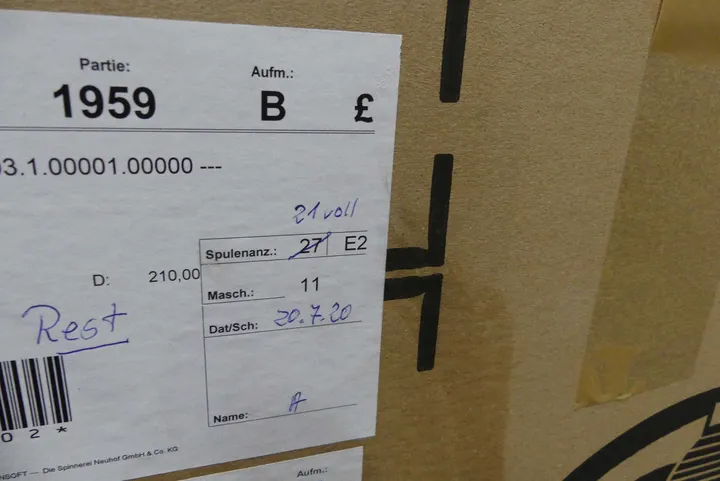 Partie: Aufm.:
1959 B £
03.1.00001.00000 ---
21 voll
Spulenanz.: 27 E2
D: 210,00
Masch.: 11
Rest
Dat/Sch: 20.7.20
Name: A
02*
Die Spinnerei Neuhof GmbH & Co. KG
Aufm.: